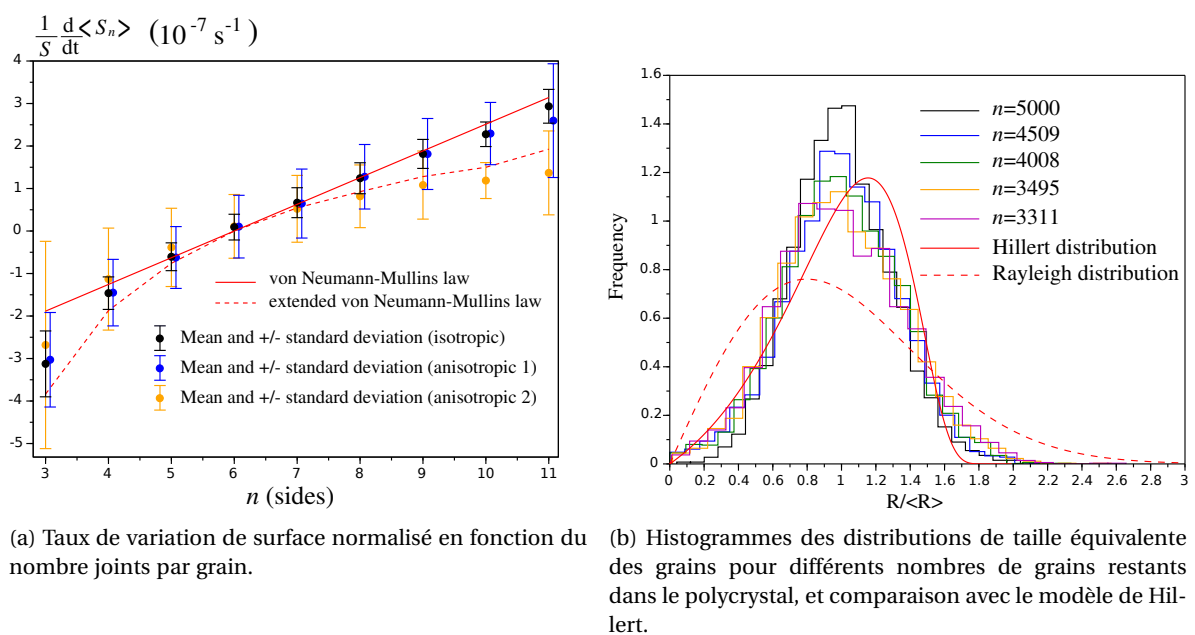 1/S d/dt <Sn> (10^-7 s^-1)
4
3
2
1
0
-1
-2
-3
-4
-5
von Neumann-Mullins law
extended von Neumann-Mullins law
Mean and +/- standard deviation (isotropic)
Mean and +/- standard deviation (anisotropic 1)
Mean and +/- standard deviation (anisotropic 2)
3 4 5 6 7 8 9 10 11
n (sides)
(a) Taux de variation de surface normalisé en fonction du
nombre joints par grain.
1.6
1.4
1.2
1
0.8
0.6
0.4
0.2
0
Frequency
n=5000
n=4509
n=4008
n=3495
n=3311
Hillert distribution
Rayleigh distribution
0 0.2 0.4 0.6 0.8 1 1.2 1.4 1.6 1.8 2 2.2 2.4 2.6 2.8 3
R/<R>
(b) Histogrammes des distributions de taille équivalente
des grains pour différents nombres de grains restants
dans le polycrystal, et comparaison avec le modèle de Hil-
lert.